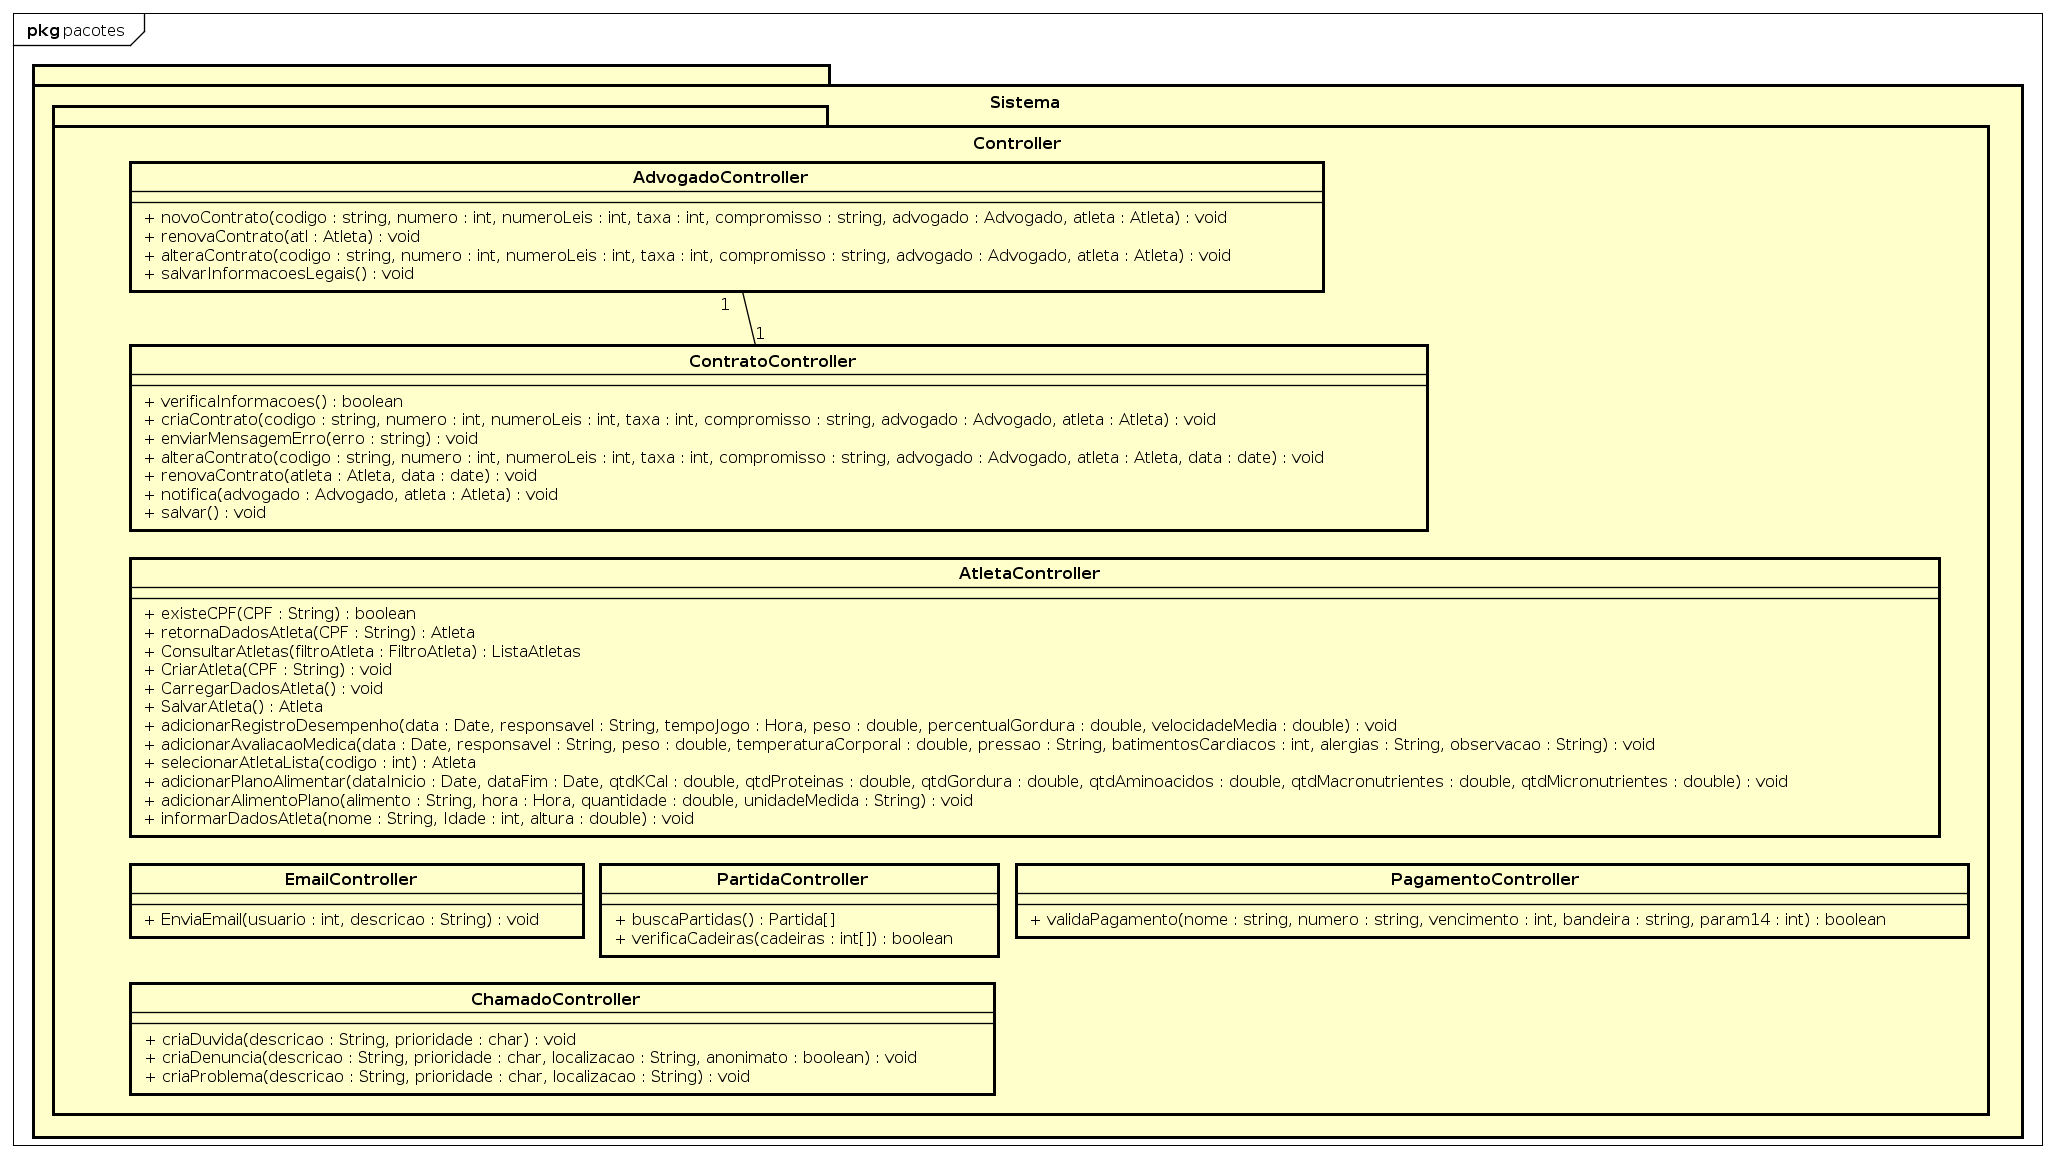 pkg pacotes
Sistema
Controller
AdvogadoController
+ novoContrato(codigo : string, numero : int, numeroLeis : int, taxa : int, compromisso : string, advogado : Advogado, atleta : Atleta) : void
+ renovaContrato(atl : Atleta) : void
+ alteraContrato(codigo : string, numero : int, numeroLeis : int, taxa : int, compromisso : string, advogado : Advogado, atleta : Atleta) : void
+ salvarInformacoesLegais() : void
1
1
ContratoController
+ verificaInformacoes() : boolean
+ criaContrato(codigo : string, numero : int, numeroLeis : int, taxa : int, compromisso : string, advogado : Advogado, atleta : Atleta) : void
+ enviarMensagemErro(erro : string) : void
+ alteraContrato(codigo : string, numero : int, numeroLeis : int, taxa : int, compromisso : string, advogado : Advogado, atleta : Atleta, data : date) : void
+ renovaContrato(atleta : Atleta, data : date) : void
+ notifica(advogado : Advogado, atleta : Atleta) : void
+ salvar() : void
AtletaController
+ existeCPF(CPF : String) : boolean
+ retornaDadosAtleta(CPF : String) : Atleta
+ ConsultarAtletas(filtroAtleta : FiltroAtleta) : ListaAtletas
+ CriarAtleta(CPF : String) : void
+ CarregarDadosAtleta() : void
+ SalvarAtleta() : Atleta
+ adicionarRegistroDesempenho(data : Date, responsavel : String, tempoJogo : Hora, peso : double, percentualGordura : double, velocidadeMedia : double) : void
+ adicionarAvaliacaoMedica(data : Date, responsavel : String, peso : double, temperaturaCorporal : double, pressao : String, batimentosCardiacos : int, alergias : String, observacao : String) : void
+ selecionarAtletaLista(codigo : int) : Atleta
+ adicionarPlanoAlimentar(dataInicio : Date, dataFim : Date, qtdKCal : double, qtdProteinas : double, qtdGordura : double, qtdAminoacidos : double, qtdMacronutrientes : double, qtdMicronutrientes : double) : void
+ adicionarAlimentoPlano(alimento : String, hora : Hora, quantidade : double, unidadeMedida : String) : void
+ informarDadosAtleta(nome : String, Idade : int, altura : double) : void
EmailController
+ EnviaEmail(usuario : int, descricao : String) : void
PartidaController
+ buscaPartidas() : Partida[]
+ verificaCadeiras(cadeiras : int[]) : boolean
PagamentoController
+ validaPagamento(nome : string, numero : string, vencimento : int, bandeira : string, param14 : int) : boolean
ChamadoController
+ criaDuvida(descricao : String, prioridade : char) : void
+ criaDenuncia(descricao : String, prioridade : char, localizacao : String, anonimato : boolean) : void
+ criaProblema(descricao : String, prioridade : char, localizacao : String) : void